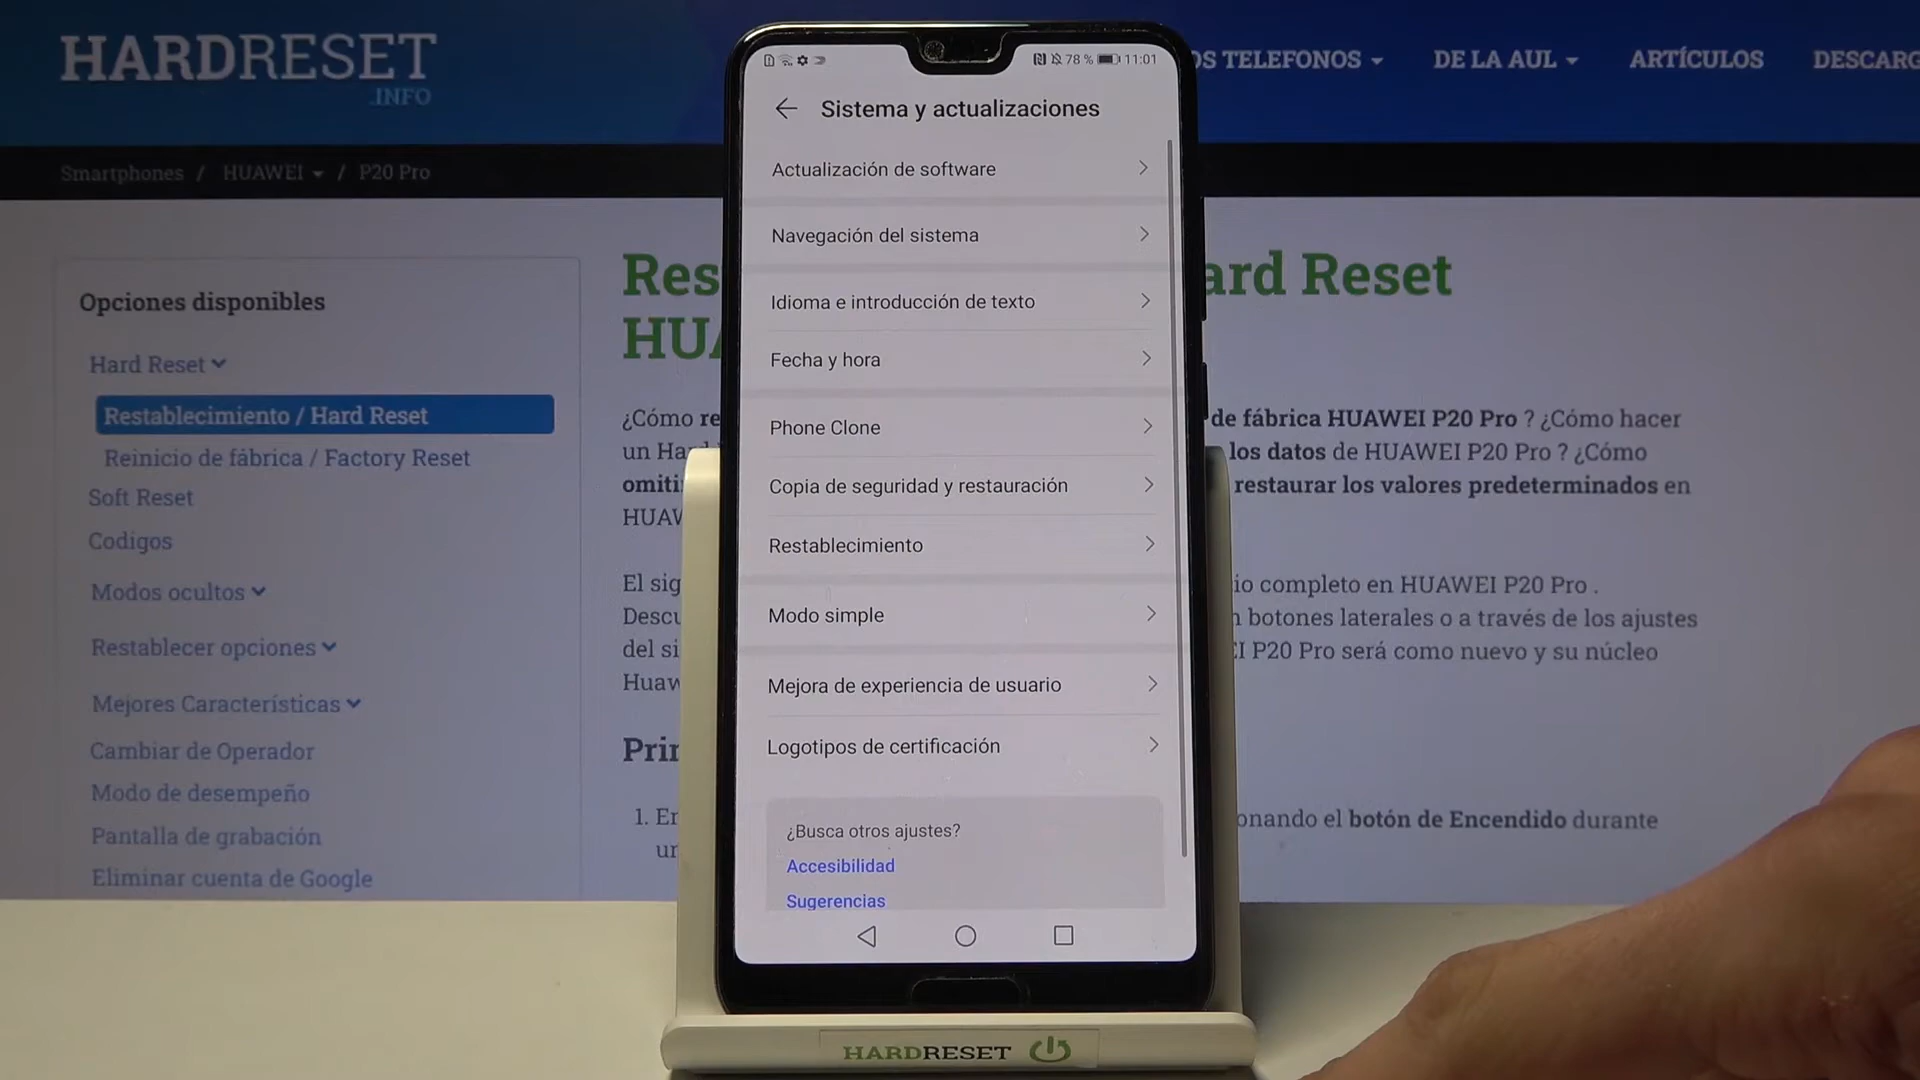 HARDRESET
.INFO
OS TELEFONOS
DE LA AUL
ARTÍCULOS
DESCARG
Smartphones / HUAWEI / P20 Pro
Opciones disponibles
Hard Reset
Restablecimiento / Hard Reset
Reinicio de fábrica / Factory Reset
Soft Reset
Codigos
Modos ocultos
Restablecer opciones
Mejores Características
Cambiar de Operador
Modo de desempeño
Pantalla de grabación
Eliminar cuenta de Google
78 % 11:01
Sistema y actualizaciones
Actualización de software
Navegación del sistema
Idioma e introducción de texto
Fecha y hora
Phone Clone
Copia de seguridad y restauración
Restablecimiento
Modo simple
Mejora de experiencia de usuario
Logotipos de certificación
¿Busca otros ajustes?
Accesibilidad
Sugerencias
Res ard Reset
HUA
¿Cómo re de fábrica HUAWEI P20 Pro ? ¿Cómo hacer
un Har los datos de HUAWEI P20 Pro ? ¿Cómo
omiti restaurar los valores predeterminados en
HUAW
El sig io completo en HUAWEI P20 Pro .
Descu n botones laterales o a través de los ajustes
del si EI P20 Pro será como nuevo y su núcleo
Huaw
Prin
1. En onando el botón de Encendido durante
un
HARDRESET